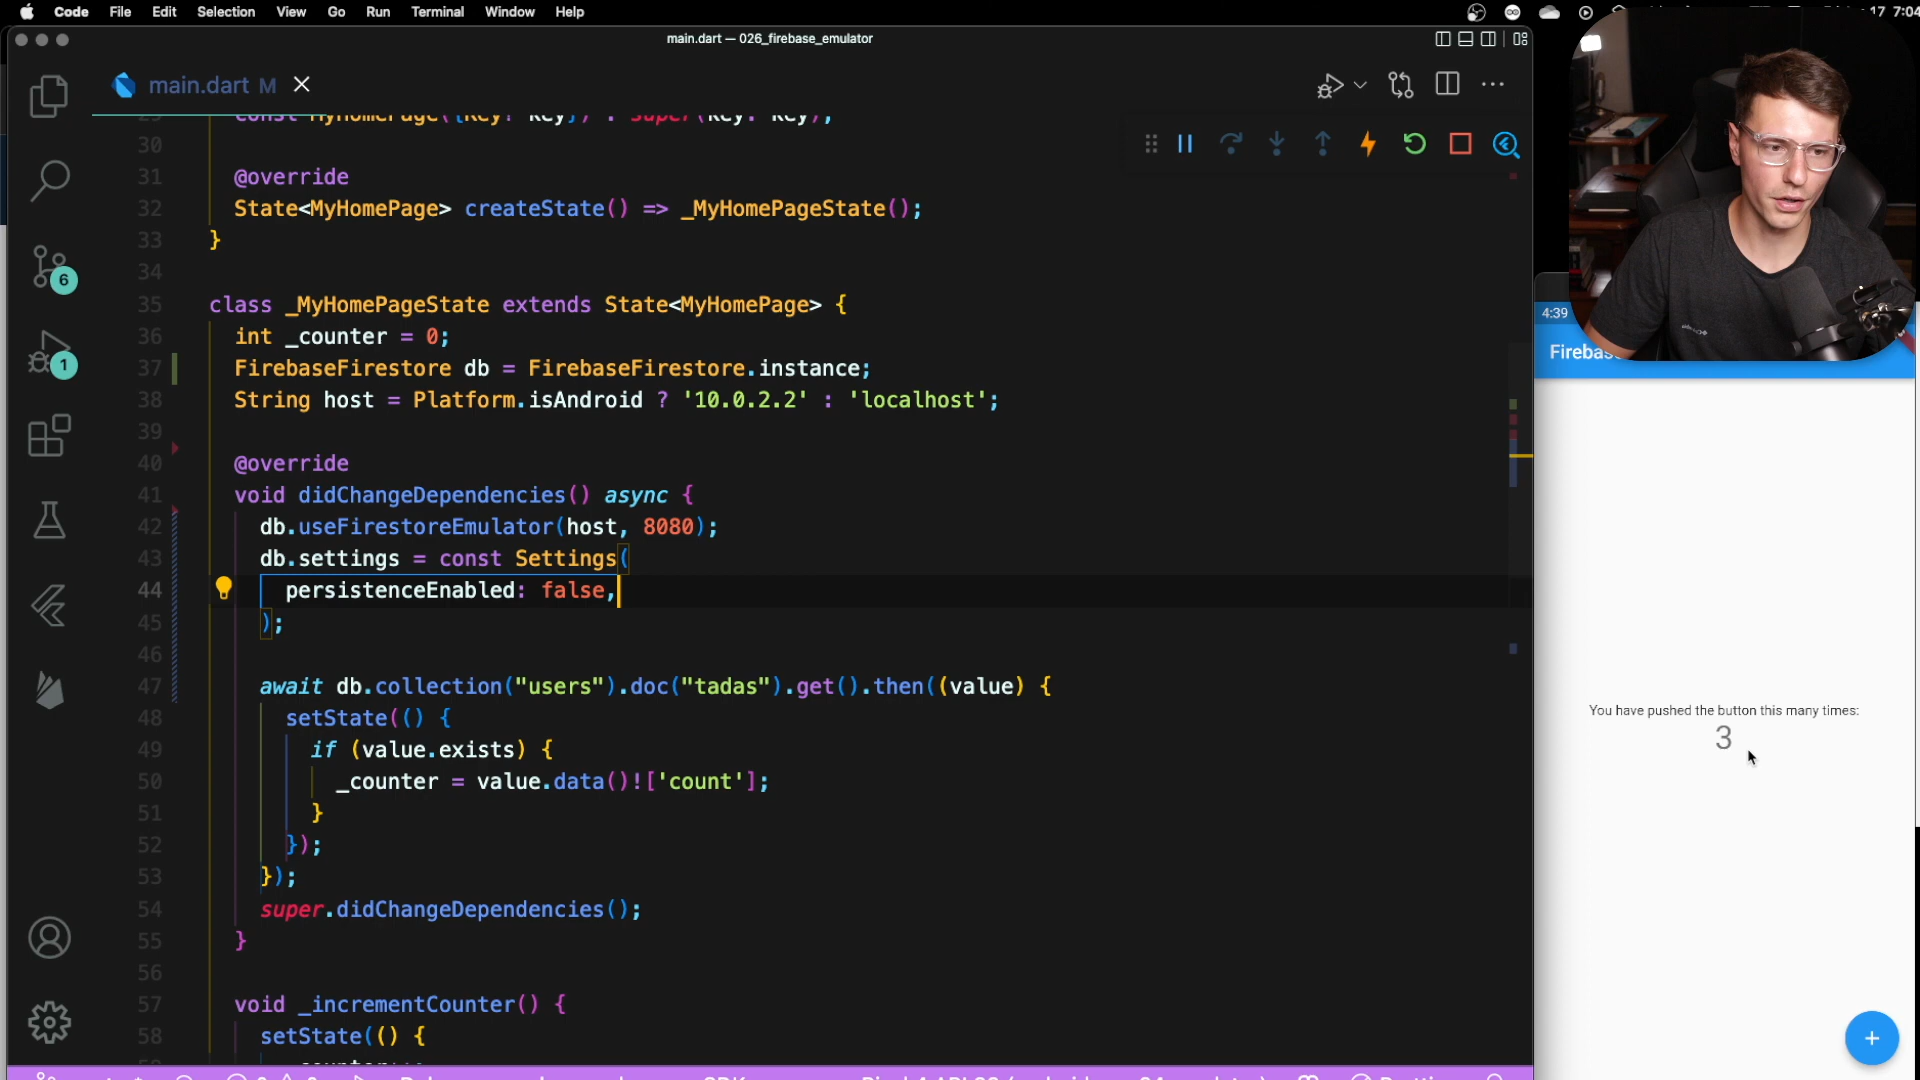 Code File Edit Selection View Go Run Terminal Window Help
17 7:04
main.dart — 026_firebase_emulator
main.dart M
30
31 @override
32 State<MyHomePage> createState() => _MyHomePageState();
33 }
34
35 class _MyHomePageState extends State<MyHomePage> {
36 int _counter = 0;
37 FirebaseFirestore db = FirebaseFirestore.instance;
38 String host = Platform.isAndroid ? '10.0.2.2' : 'localhost';
39
40 @override
41 void didChangeDependencies() async {
42 db.useFirestoreEmulator(host, 8080);
43 db.settings = const Settings(
44 persistenceEnabled: false,
45 );
46
47 await db.collection("users").doc("tadas").get().then((value) {
48 setState(() {
49 if (value.exists) {
50 _counter = value.data()!['count'];
51 }
52 });
53 });
54 super.didChangeDependencies();
55 }
56
57 void _incrementCounter() {
58 setState(() {
6
1
4:39
You have pushed the button this many times:
3
+